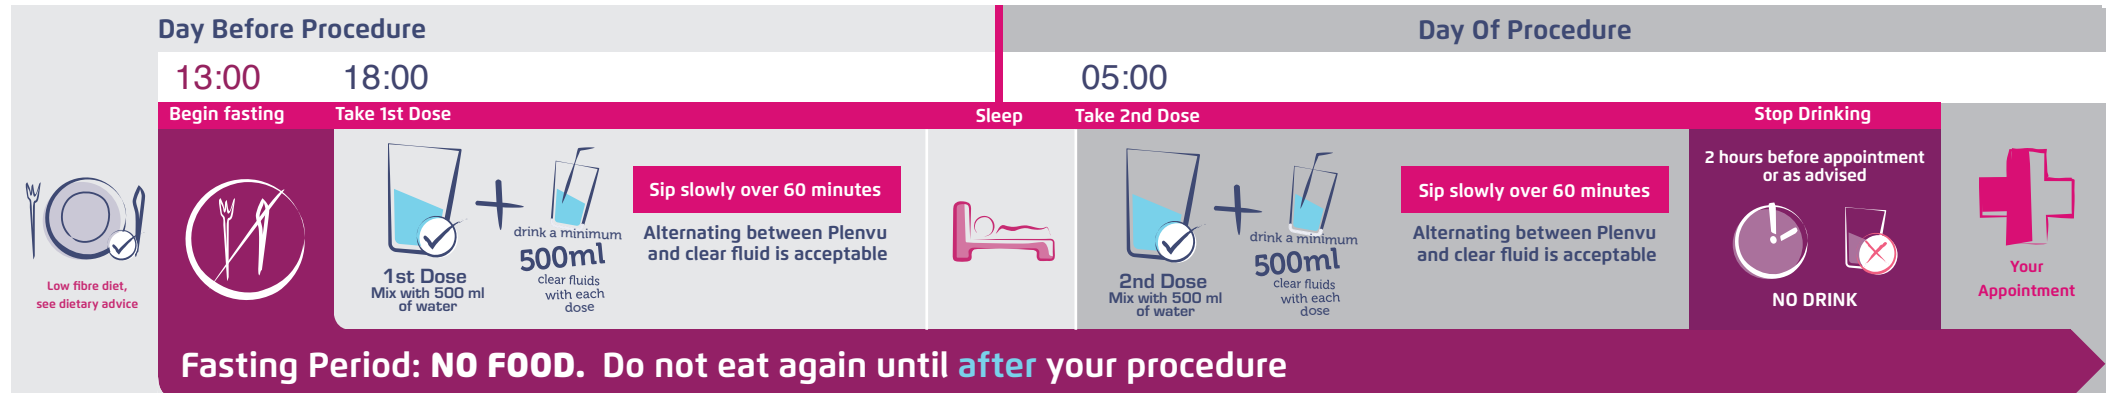 Day Before Procedure
Day Of Procedure
13:00
18:00
05:00
Begin fasting
Take 1st Dose
Sleep
Take 2nd Dose
Stop Drinking
Low fibre diet,
see dietary advice
1st Dose
Mix with 500 ml
of water
drink a minimum
500ml
clear fluids
with each
dose
Sip slowly over 60 minutes
Alternating between Plenvu
and clear fluid is acceptable
2nd Dose
Mix with 500 ml
of water
drink a minimum
500ml
clear fluids
with each
dose
Sip slowly over 60 minutes
Alternating between Plenvu
and clear fluid is acceptable
2 hours before appointment
or as advised
NO DRINK
Your
Appointment
Fasting Period: NO FOOD. Do not eat again until after your procedure